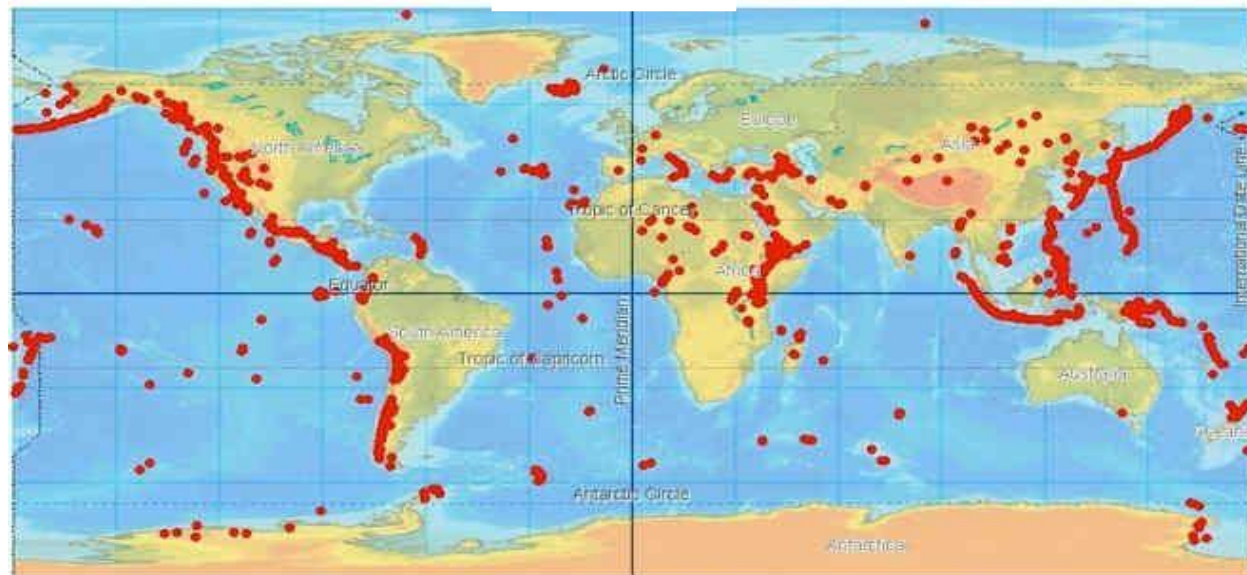 Arctic Circle
Europe
Asia
North America
Tropic of Cancer
Africa
Equator
South America
Tropic of Capricorn
Prime Meridian
International Date Line
Australia
Antarctic Circle
Antarctica